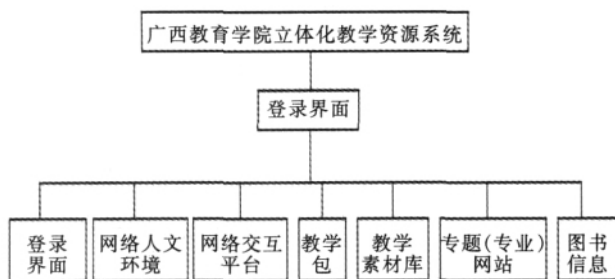 广西教育学院立体化教学资源系统
登录界面
登录
界面
网络人文
环境
网络交互
平台
教学
包
教学
素材库
专题(专业)
网站
图书
信息